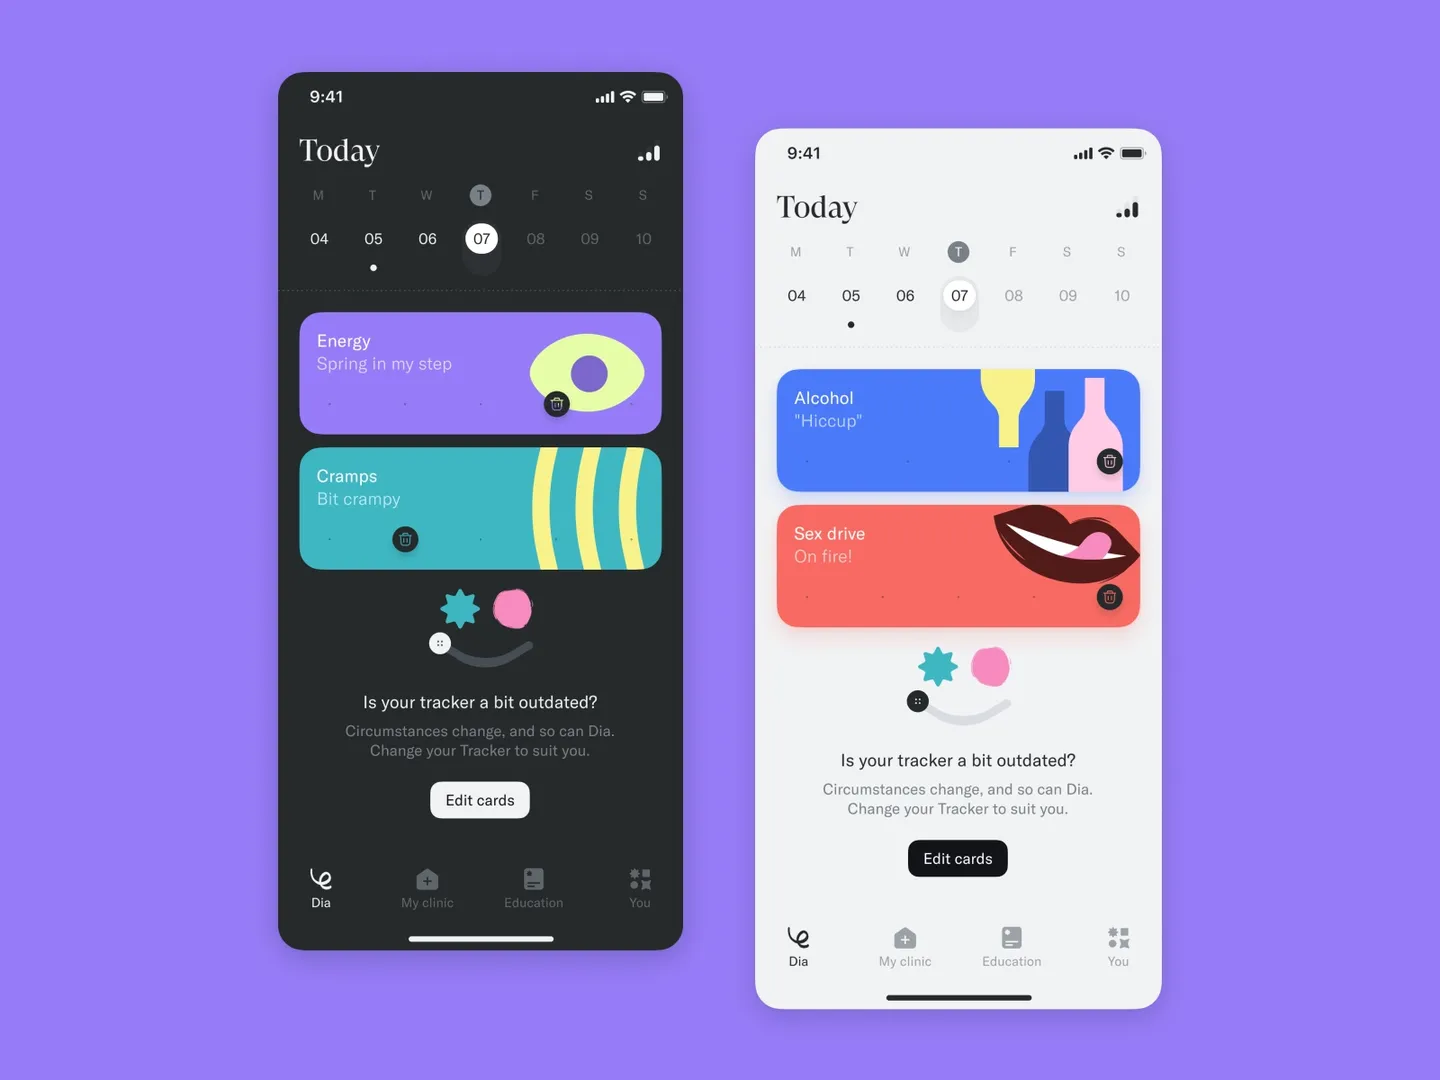 9:41
Today
M T W T F S S
04 05 06 07 08 09 10
Energy
Spring in my step
Cramps
Bit crampy
Is your tracker a bit outdated?
Circumstances change, and so can Dia.
Change your Tracker to suit you.
Edit cards
Dia My clinic Education You
9:41
Today
M T W T F S S
04 05 06 07 08 09 10
Alcohol
"Hiccup"
Sex drive
On fire!
Is your tracker a bit outdated?
Circumstances change, and so can Dia.
Change your Tracker to suit you.
Edit cards
Dia My clinic Education You